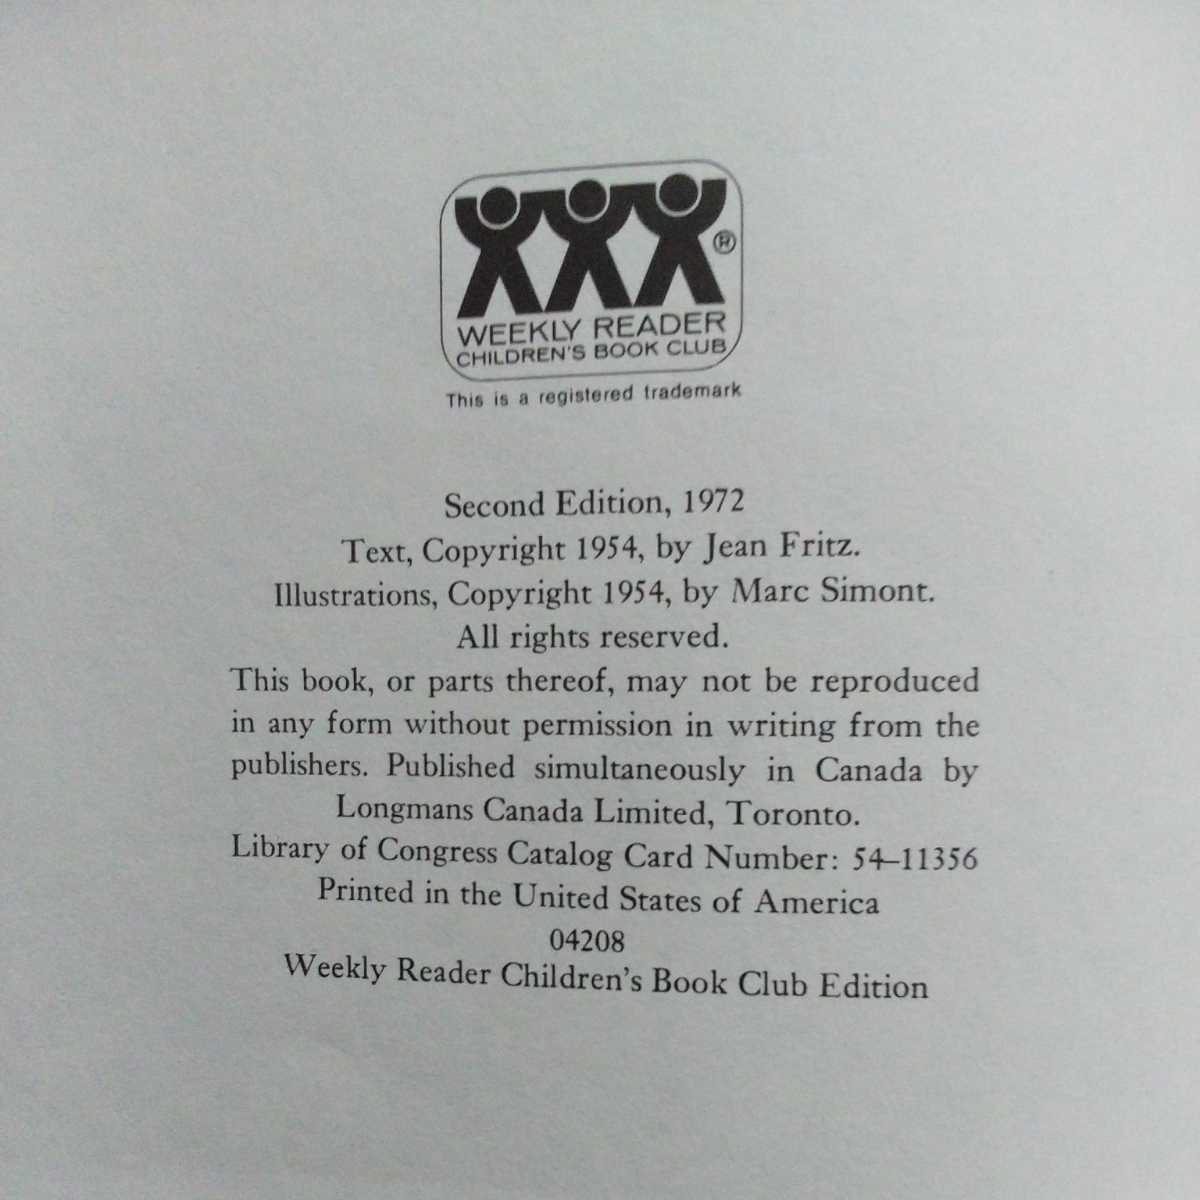 ®
WEEKLY READER
CHILDREN'S BOOK CLUB
This is a registered trademark
Second Edition, 1972
Text, Copyright 1954, by Jean Fritz.
Illustrations, Copyright 1954, by Marc Simont.
All rights reserved.
This book, or parts thereof, may not be reproduced
in any form without permission in writing from the
publishers. Published simultaneously in Canada by
Longmans Canada Limited, Toronto.
Library of Congress Catalog Card Number: 54–11356
Printed in the United States of America
04208
Weekly Reader Children's Book Club Edition